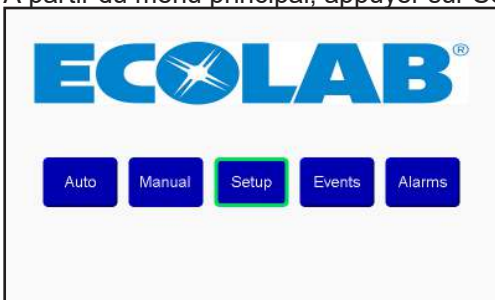 A partir du menu principal, appuyer sur
ECOLAB®
Auto Manual Setup Events Alarms